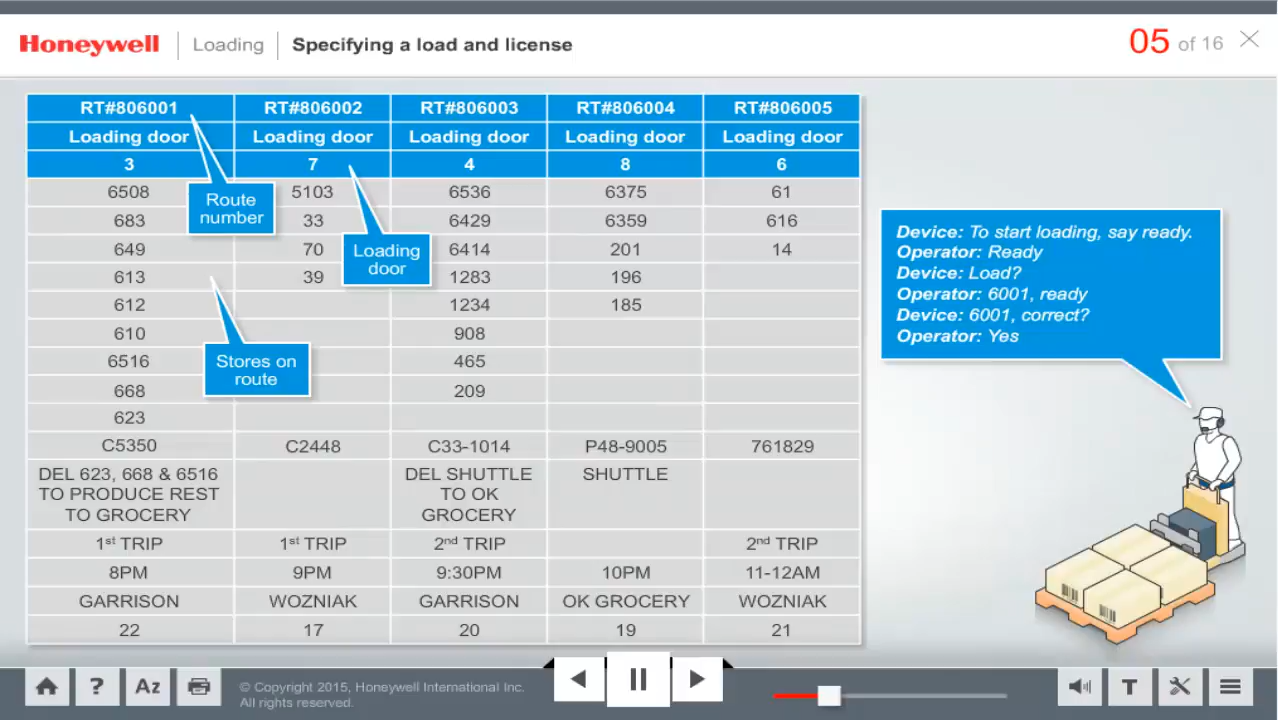 Honeywell Loading Specifying a load and license 05 of 16
RT#806001 RT#806002 RT#806003 RT#806004 RT#806005
Loading door Loading door Loading door Loading door Loading door
3 7 4 8 6
6508 5103 6536 6375 61
683 33 6429 6359 616
649 70 6414 201 14
613 39 1283 196
612 1234 185
610 908
6516 465
668 209
623
C5350 C2448 C33-1014 P48-9005 761829
DEL 623, 668 & 6516 DEL SHUTTLE SHUTTLE
TO PRODUCE REST TO OK
TO GROCERY GROCERY
1st TRIP 1st TRIP 2nd TRIP 2nd TRIP
8PM 9PM 9:30PM 10PM 11-12AM
GARRISON WOZNIAK GARRISON OK GROCERY WOZNIAK
22 17 20 19 21
Route
number
Loading
door
Stores on
route
Device: To start loading, say ready.
Operator: Ready
Device: Load?
Operator: 6001, ready
Device: 6001, correct?
Operator: Yes
? Az
© Copyright 2015, Honeywell International Inc.
All rights reserved.
T